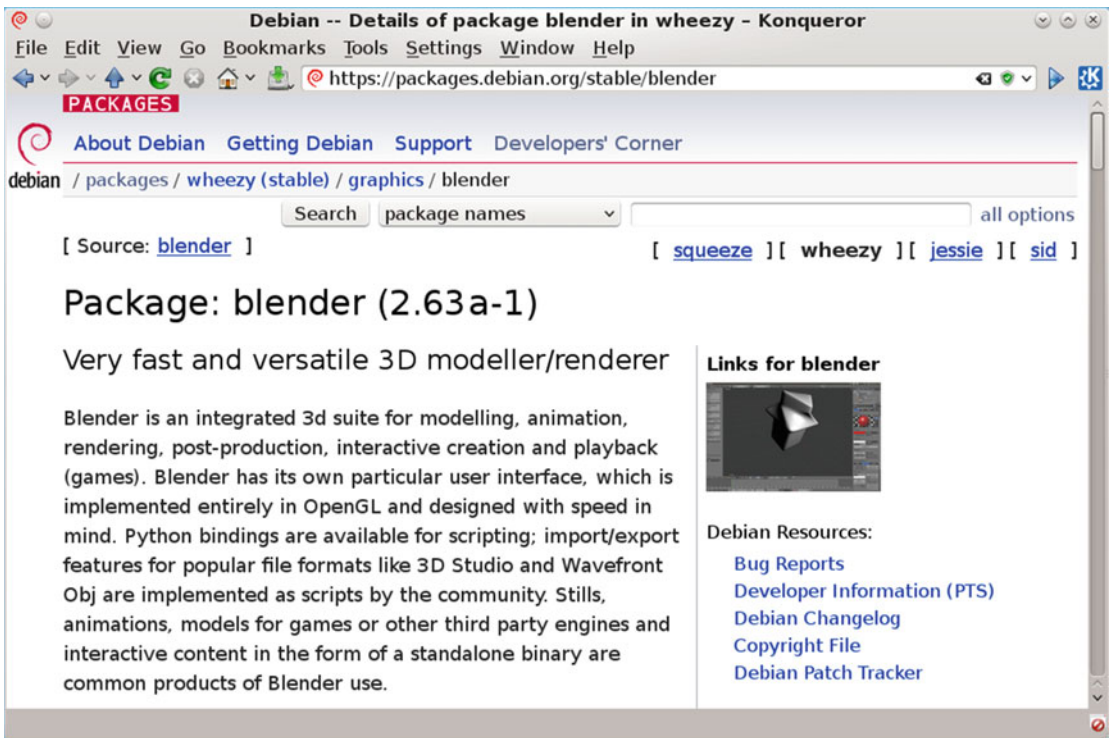 Debian -- Details of package blender in wheezy – Konqueror
File Edit View Go Bookmarks Tools Settings Window Help
https://packages.debian.org/stable/blender
PACKAGES
About Debian Getting Debian Support Developers' Corner
debian / packages / wheezy (stable) / graphics / blender
Search package names all options
[ Source: blender ] [ squeeze ] [ wheezy ] [ jessie ] [ sid ]
Package: blender (2.63a-1)
Very fast and versatile 3D modeller/renderer
Blender is an integrated 3d suite for modelling, animation,
rendering, post-production, interactive creation and playback
(games). Blender has its own particular user interface, which is
implemented entirely in OpenGL and designed with speed in
mind. Python bindings are available for scripting; import/export
features for popular file formats like 3D Studio and Wavefront
Obj are implemented as scripts by the community. Stills,
animations, models for games or other third party engines and
interactive content in the form of a standalone binary are
common products of Blender use.
Links for blender
Debian Resources:
Bug Reports
Developer Information (PTS)
Debian Changelog
Copyright File
Debian Patch Tracker